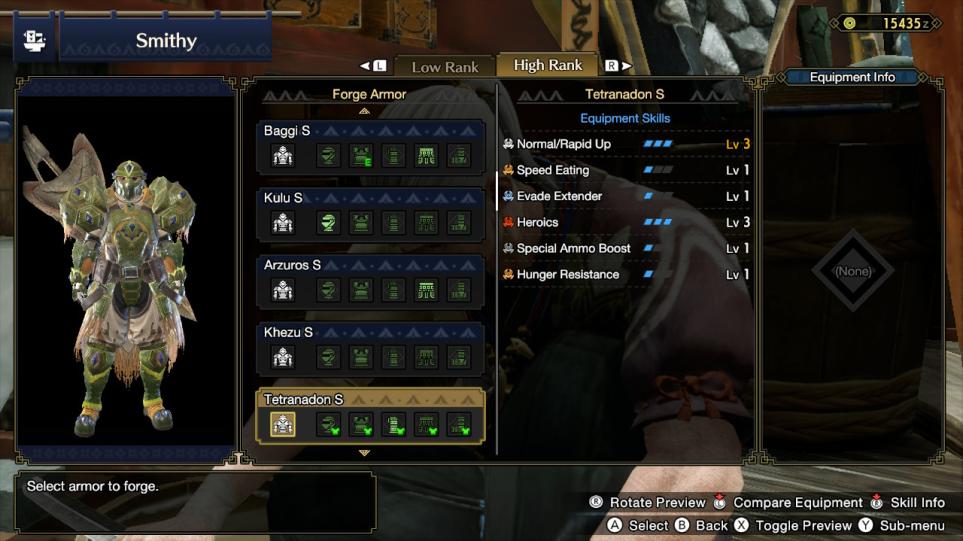 Smithy
15435z
L
Low Rank
High Rank
R
Equipment Info
Forge Armor
Tetranadon S
Equipment Skills
Baggi S
E
Kulu S
Arzuros S
Khezu S
Tetranadon S
Normal/Rapid Up Lv 3
Speed Eating Lv 1
Evade Extender Lv 1
Heroics Lv 3
Special Ammo Boost Lv 1
Hunger Resistance Lv 1
(None)
Select armor to forge.
R Rotate Preview Compare Equipment Skill Info
A Select B Back X Toggle Preview Y Sub-menu